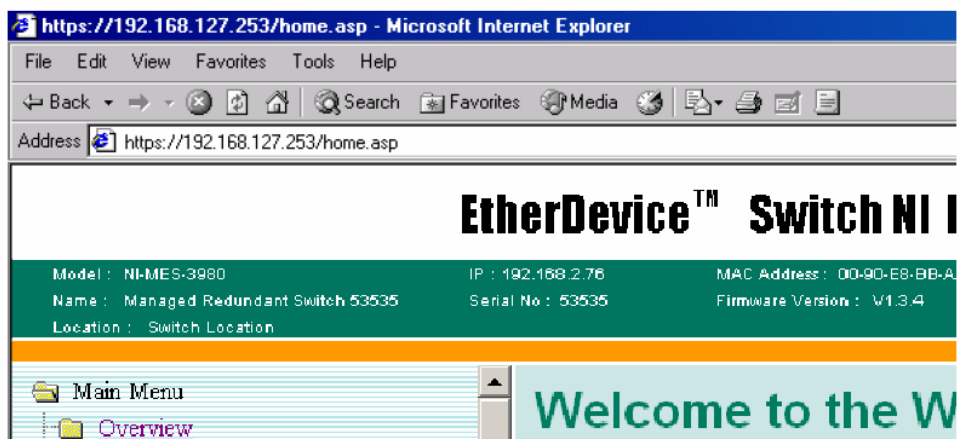 https://192.168.127.253/home.asp - Microsoft Internet Explorer
File Edit View Favorites Tools Help
Back Search Favorites Media
Address https://192.168.127.253/home.asp
EtherDevice™ Switch NI
Model : NI-MES-3980 IP : 192.168.2.76 MAC Address : 00-90-E8-BB-A
Name : Managed Redundant Switch 53535 Serial No : 53535 Firmware Version : V1.3.4
Location : Switch Location
Main Menu
Overview
Welcome to the W